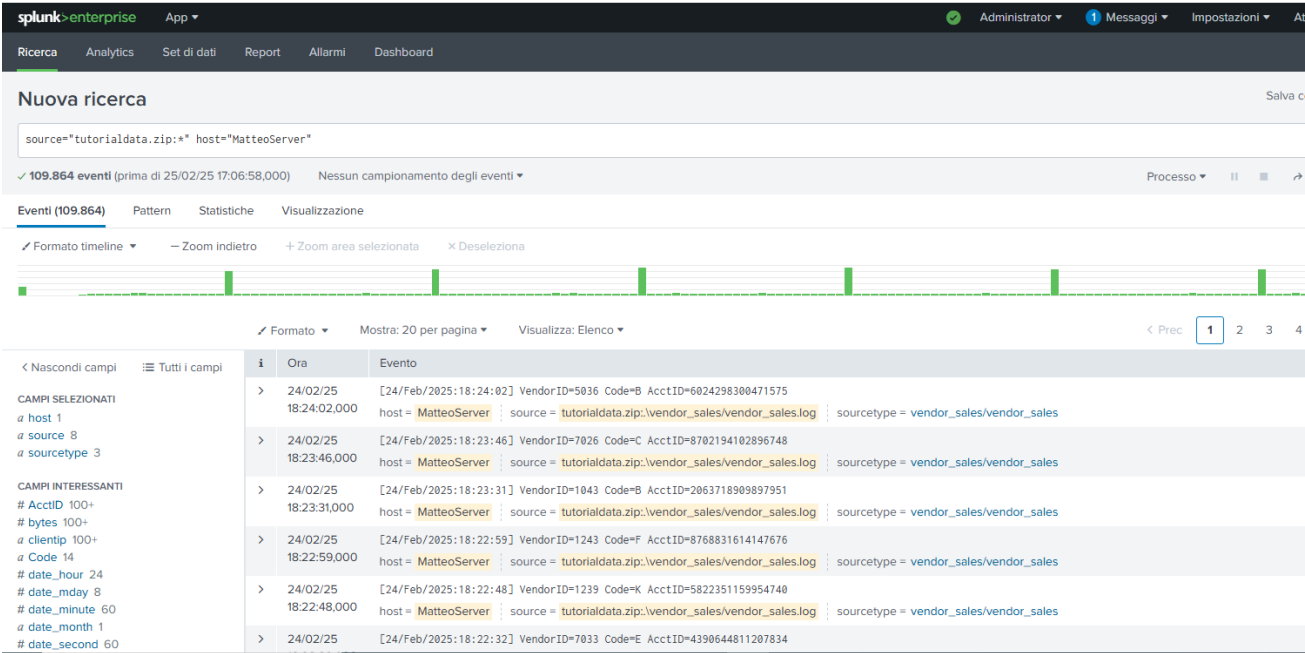 splunk>enterprise App Administrator 1 Messaggi Impostazioni At
Ricerca Analytics Set di dati Report Allarmi Dashboard
Nuova ricerca Salva c
source="tutorialdata.zip:*" host="MatteoServer"
109.864 eventi (prima di 25/02/25 17:06:58,000) Nessun campionamento degli eventi Processo
Eventi (109.864) Pattern Statistiche Visualizzazione
Formato timeline – Zoom indietro + Zoom area selezionata × Deseleziona
Formato Mostra: 20 per pagina Visualizza: Elenco < Prec 1 2 3 4
< Nascondi campi Tutti i campi
CAMPI SELEZIONATI
a host 1
a source 8
a sourcetype 3
CAMPI INTERESSANTI
# AcctID 100+
# bytes 100+
a clientip 100+
a Code 14
# date_hour 24
# date_mday 8
# date_minute 60
a date_month 1
# date_second 60
i Ora Evento
> 24/02/25 18:24:02,000 [24/Feb/2025:18:24:02] VendorID=5036 Code=B AcctID=6024298300471575
host = MatteoServer source = tutorialdata.zip:.\vendor_sales/vendor_sales.log sourcetype = vendor_sales/vendor_sales
> 24/02/25 18:23:46,000 [24/Feb/2025:18:23:46] VendorID=7026 Code=C AcctID=8702194102896748
host = MatteoServer source = tutorialdata.zip:.\vendor_sales/vendor_sales.log sourcetype = vendor_sales/vendor_sales
> 24/02/25 18:23:31,000 [24/Feb/2025:18:23:31] VendorID=1043 Code=B AcctID=2063718909897951
host = MatteoServer source = tutorialdata.zip:.\vendor_sales/vendor_sales.log sourcetype = vendor_sales/vendor_sales
> 24/02/25 18:22:59,000 [24/Feb/2025:18:22:59] VendorID=1243 Code=F AcctID=8768831614147676
host = MatteoServer source = tutorialdata.zip:.\vendor_sales/vendor_sales.log sourcetype = vendor_sales/vendor_sales
> 24/02/25 18:22:48,000 [24/Feb/2025:18:22:48] VendorID=1239 Code=K AcctID=5822351159954740
host = MatteoServer source = tutorialdata.zip:.\vendor_sales/vendor_sales.log sourcetype = vendor_sales/vendor_sales
> 24/02/25 [24/Feb/2025:18:22:32] VendorID=7033 Code=E AcctID=4390644811207834